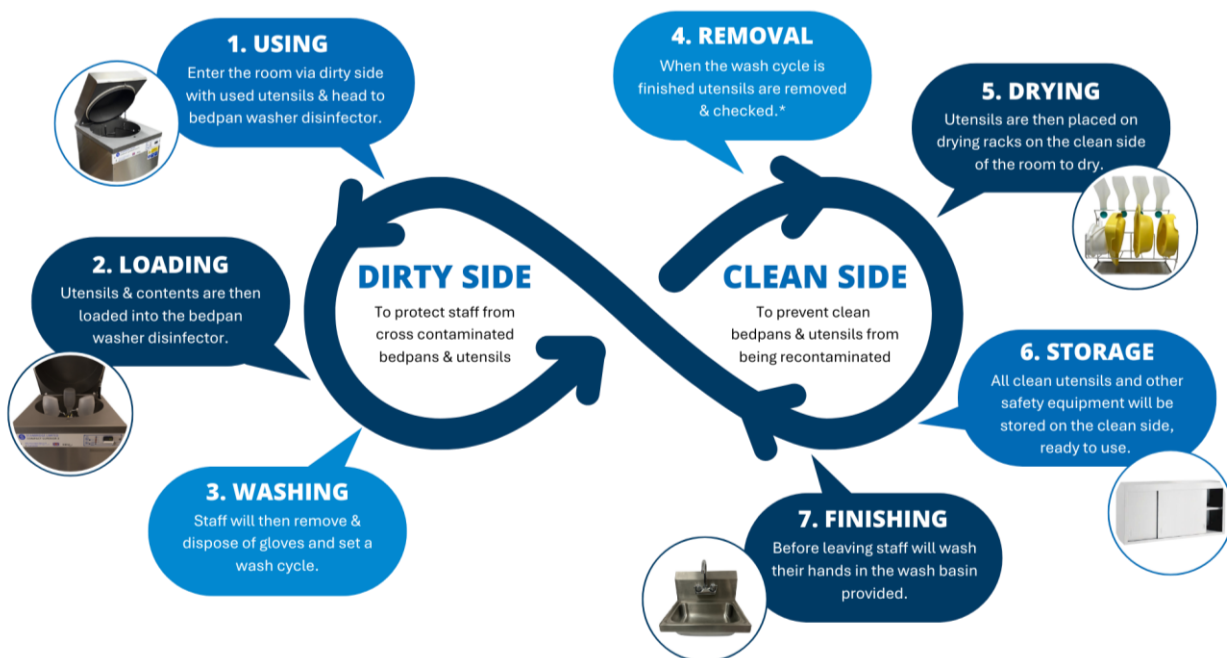 1. USING
Enter the room via dirty side
with used utensils & head to
bedpan washer disinfector.
2. LOADING
Utensils & contents are then
loaded into the bedpan
washer disinfector.
3. WASHING
Staff will then remove &
dispose of gloves and set a
wash cycle.
DIRTY SIDE
To protect staff from
cross contaminated
bedpans & utensils
4. REMOVAL
When the wash cycle is
finished utensils are removed
& checked.*
CLEAN SIDE
To prevent clean
bedpans & utensils from
being recontaminated
5. DRYING
Utensils are then placed on
drying racks on the clean side
of the room to dry.
6. STORAGE
All clean utensils and other
safety equipment will be
stored on the clean side,
ready to use.
7. FINISHING
Before leaving staff will wash
their hands in the wash basin
provided.